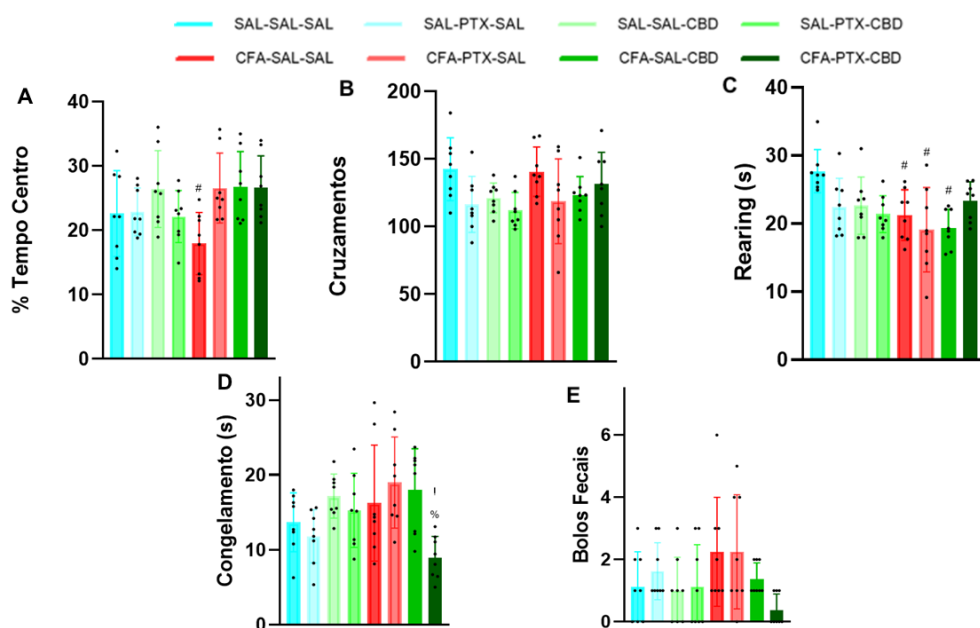 SAL-SAL-SAL SAL-PTX-SAL SAL-SAL-CBD SAL-PTX-CBD
CFA-SAL-SAL CFA-PTX-SAL CFA-SAL-CBD CFA-PTX-CBD
A
% Tempo Centro
40
30
20
10
0
#
B
Cruzamentos
200
150
100
50
0
C
Rearing (s)
40
30
20
10
0
# # #
D
Congelamento (s)
30
20
10
0
%
E
Bolos Fecais
6
4
2
0